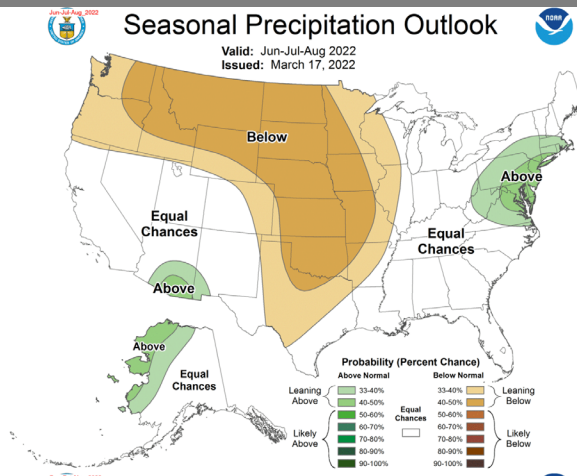 Jun-Jul-Aug 2022
Seasonal Precipitation Outlook
NOAA
Valid: Jun-Jul-Aug 2022
Issued: March 17, 2022
Below
Above
Equal
Chances
Equal
Chances
Above
Above
Equal
Chances
Probability (Percent Chance)
Above Normal
Below Normal
Leaning
Above
33-40%
40-50%
Likely
Above
50-60%
60-70%
70-80%
80-90%
90-100%
Equal
Chances
33-40%
40-50%
Leaning
Below
50-60%
60-70%
70-80%
80-90%
90-100%
Likely
Below